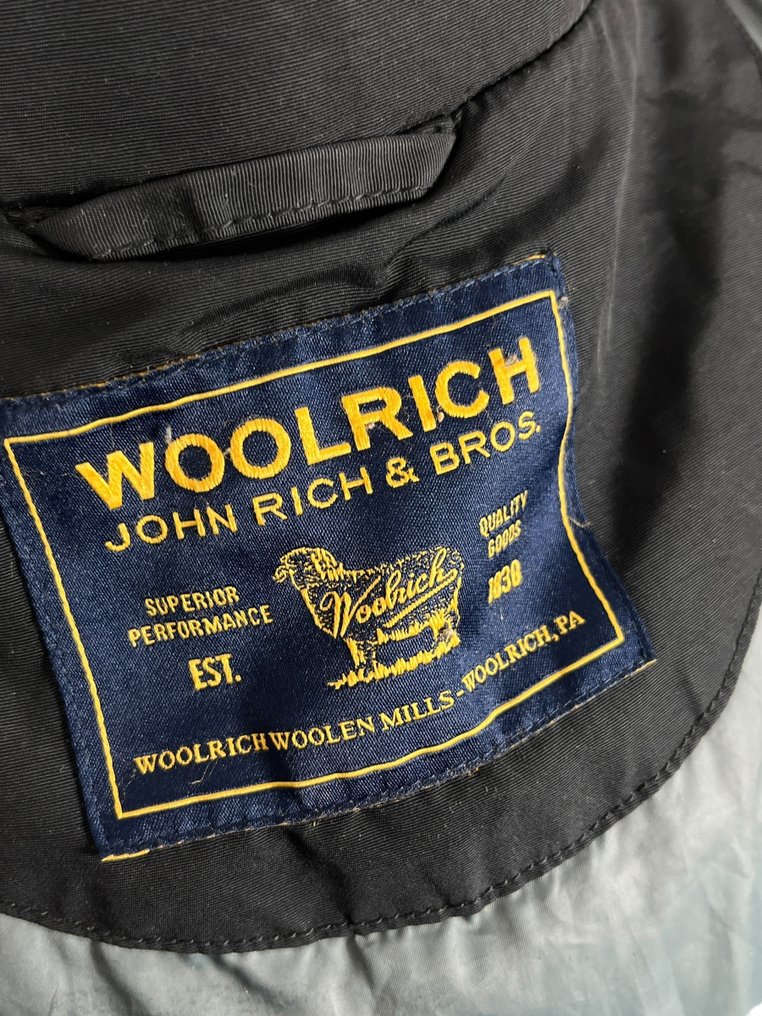 WOOLRICH
JOHN RICH & BROS.
SUPERIOR
PERFORMANCE
EST.
Woolrich
QUALITY
GOODS
1830
WOOLRICH WOOLEN MILLS - WOOLRICH, PA